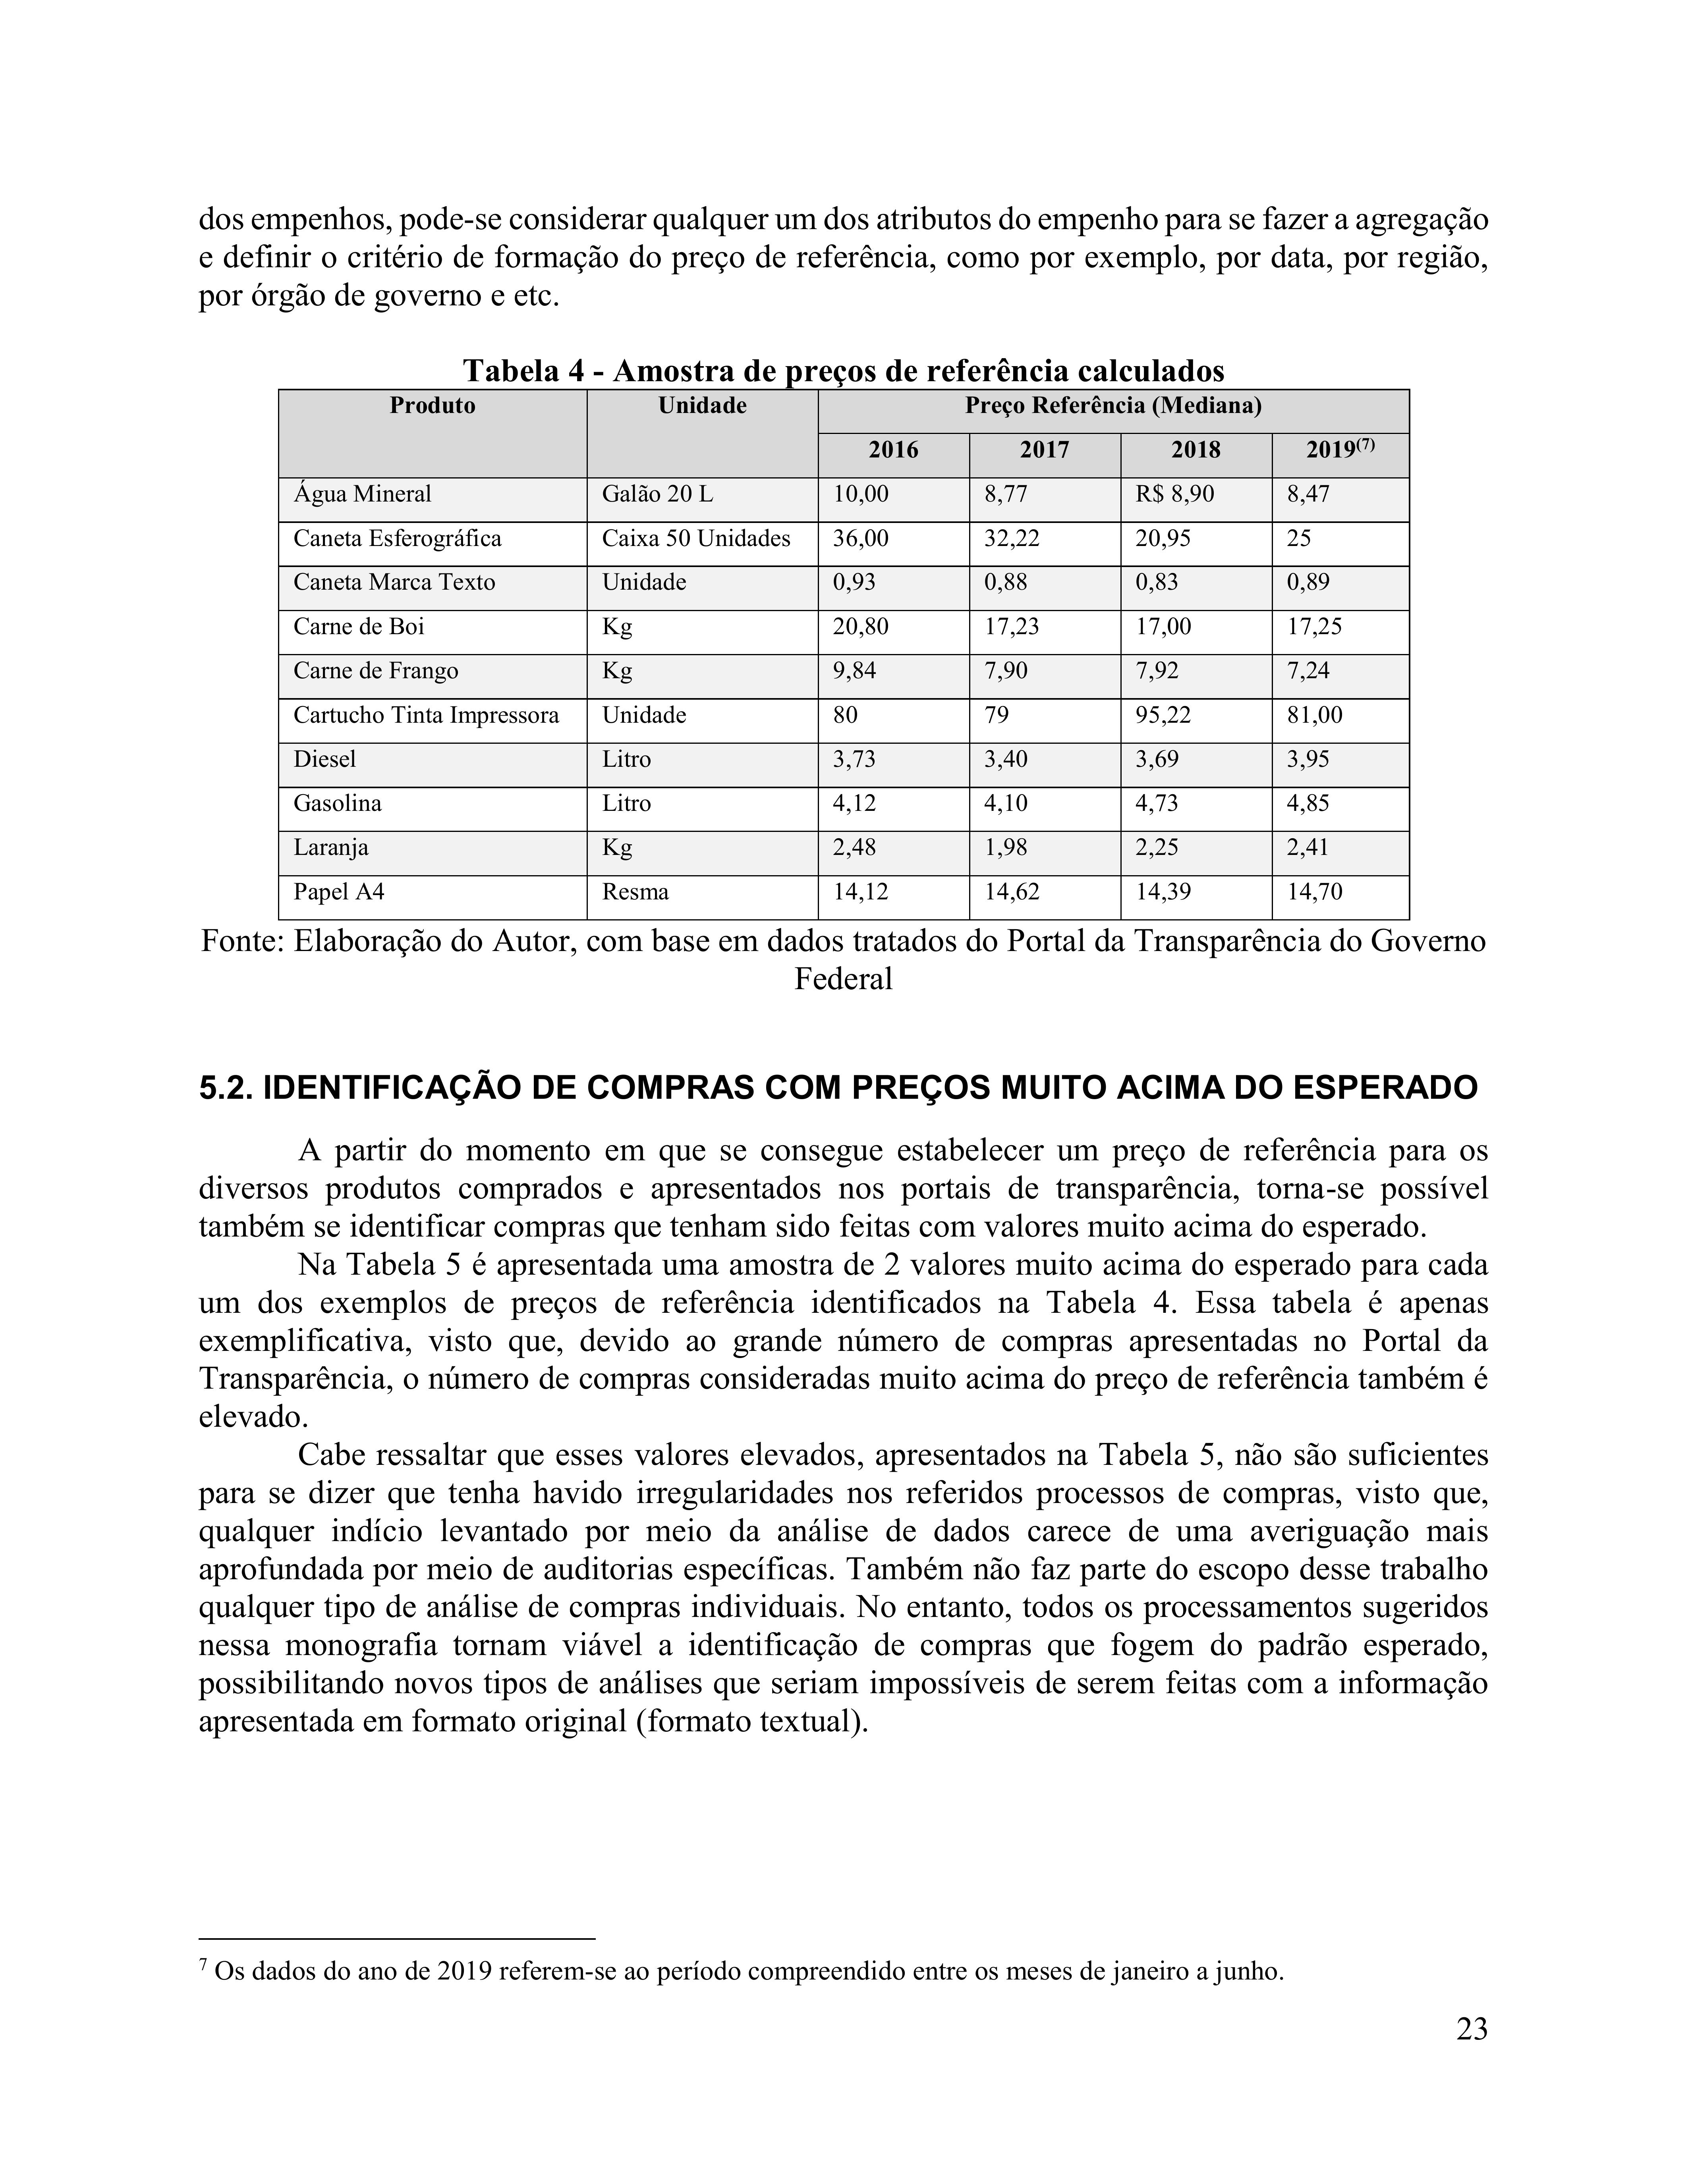 dos empenhos, pode-se considerar qualquer um dos atributos do empenho para se fazer a agregação
e definir o critério de formação do preço de referência, como por exemplo, por data, por região,
por órgão de governo e etc.
Tabela 4 - Amostra de preços de referência calculados
Produto Unidade Preço Referência (Mediana)
2016 2017 2018 2019(7)
Água Mineral Galão 20 L 10,00 8,77 R$ 8,90 8,47
Caneta Esferográfica Caixa 50 Unidades 36,00 32,22 20,95 25
Caneta Marca Texto Unidade 0,93 0,88 0,83 0,89
Carne de Boi Kg 20,80 17,23 17,00 17,25
Carne de Frango Kg 9,84 7,90 7,92 7,24
Cartucho Tinta Impressora Unidade 80 79 95,22 81,00
Diesel Litro 3,73 3,40 3,69 3,95
Gasolina Litro 4,12 4,10 4,73 4,85
Laranja Kg 2,48 1,98 2,25 2,41
Papel A4 Resma 14,12 14,62 14,39 14,70
Fonte: Elaboração do Autor, com base em dados tratados do Portal da Transparência do Governo
Federal
5.2. IDENTIFICAÇÃO DE COMPRAS COM PREÇOS MUITO ACIMA DO ESPERADO
A partir do momento em que se consegue estabelecer um preço de referência para os
diversos produtos comprados e apresentados nos portais de transparência, torna-se possível
também se identificar compras que tenham sido feitas com valores muito acima do esperado.
Na Tabela 5 é apresentada uma amostra de 2 valores muito acima do esperado para cada
um dos exemplos de preços de referência identificados na Tabela 4. Essa tabela é apenas
exemplificativa, visto que, devido ao grande número de compras apresentadas no Portal da
Transparência, o número de compras consideradas muito acima do preço de referência também é
elevado.
Cabe ressaltar que esses valores elevados, apresentados na Tabela 5, não são suficientes
para se dizer que tenha havido irregularidades nos referidos processos de compras, visto que,
qualquer indício levantado por meio da análise de dados carece de uma averiguação mais
aprofundada por meio de auditorias específicas. Também não faz parte do escopo desse trabalho
qualquer tipo de análise de compras individuais. No entanto, todos os processamentos sugeridos
nessa monografia tornam viável a identificação de compras que fogem do padrão esperado,
possibilitando novos tipos de análises que seriam impossíveis de serem feitas com a informação
apresentada em formato original (formato textual).
7 Os dados do ano de 2019 referem-se ao período compreendido entre os meses de janeiro a junho.
23